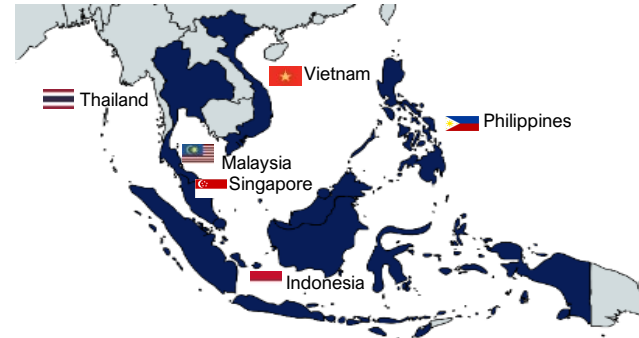 Vietnam
Thailand
Philippines
Malaysia
Singapore
Indonesia